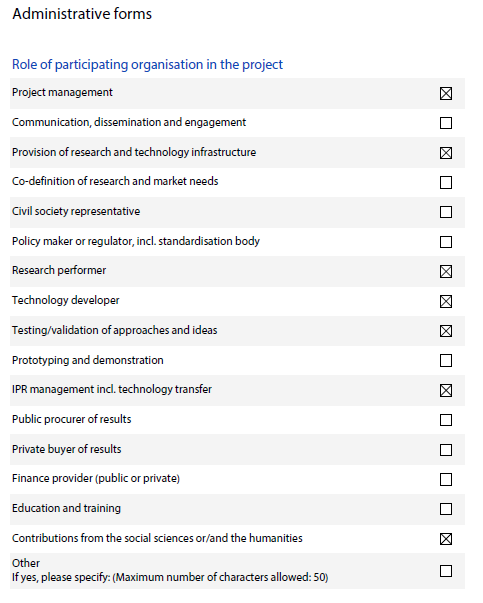 Administrative forms
Role of participating organisation in the project
Project management
Communication, dissemination and engagement
Provision of research and technology infrastructure
Co-definition of research and market needs
Civil society representative
Policy maker or regulator, incl. standardisation body
Research performer
Technology developer
Testing/validation of approaches and ideas
Prototyping and demonstration
IPR management incl. technology transfer
Public procurer of results
Private buyer of results
Finance provider (public or private)
Education and training
Contributions from the social sciences or/and the humanities
Other
If yes, please specify: (Maximum number of characters allowed: 50)